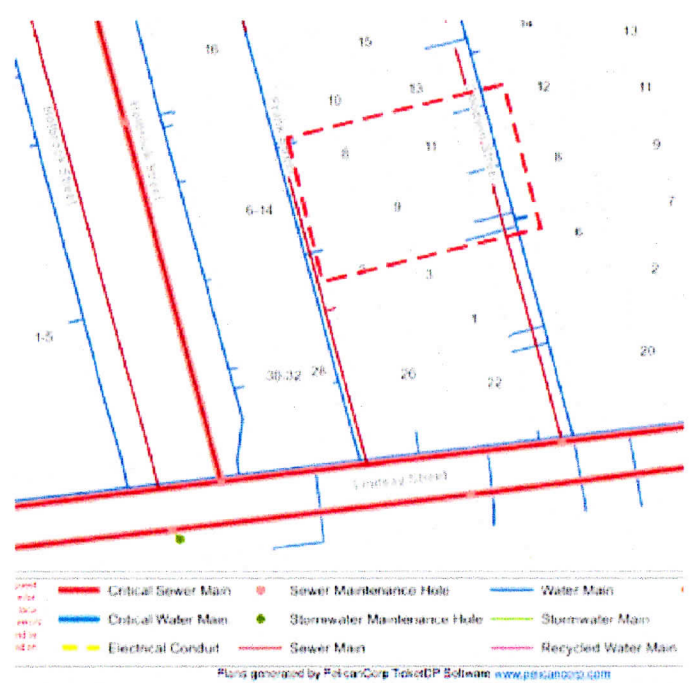 14
13
15
16
10
13
12
11
8
11
8
9
6-14
9
7
6
3
2
1-5
1
30-32
28
26
22
20
Lindsay Street
Critical Sewer Main
Sewer Maintenance Hole
Water Main
Critical Water Main
Stormwater Maintenance Hole
Stormwater Main
Electrical Conduit
Sewer Main
Recycled Water Main
Plans generated by PelicanCorp TicketDP Software www.pelicancorp.com